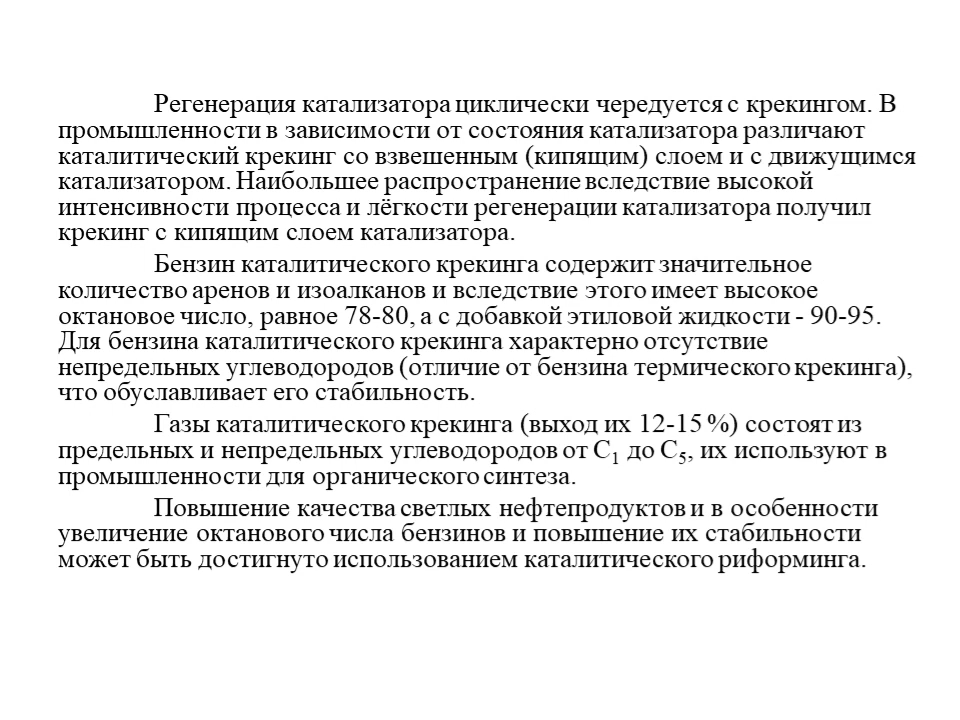 Регенерация катализатора циклически чередуется с крекингом. В
промышленности в зависимости от состояния катализатора различают
каталитический крекинг со взвешенным (кипящим) слоем и с движущимся
катализатором. Наибольшее распространение вследствие высокой
интенсивности процесса и лёгкости регенерации катализатора получил
крекинг с кипящим слоем катализатора.
Бензин каталитического крекинга содержит значительное
количество аренов и изоалканов и вследствие этого имеет высокое
октановое число, равное 78-80, а с добавкой этиловой жидкости - 90-95.
Для бензина каталитического крекинга характерно отсутствие
непредельных углеводородов (отличие от бензина термического крекинга),
что обуславливает его стабильность.
Газы каталитического крекинга (выход их 12-15 %) состоят из
предельных и непредельных углеводородов от С₁ до С₅, их используют в
промышленности для органического синтеза.
Повышение качества светлых нефтепродуктов и в особенности
увеличение октанового числа бензинов и повышение их стабильности
может быть достигнуто использованием каталитического риформинга.